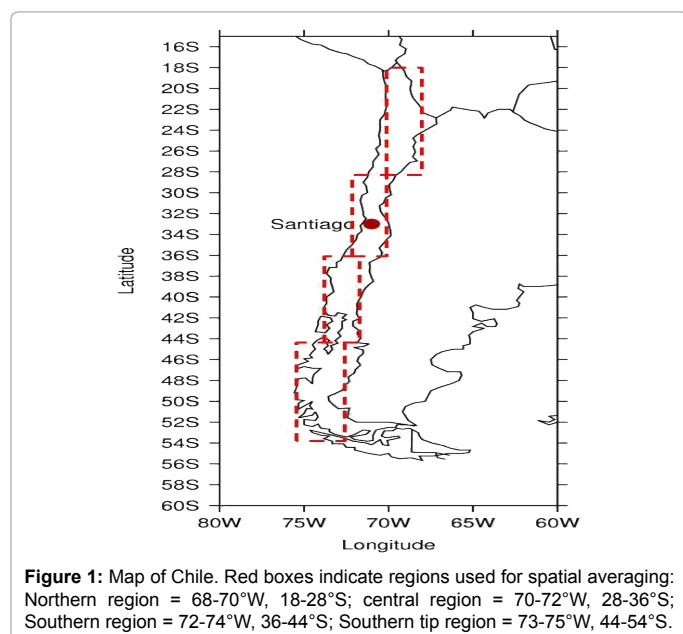 16S
18S
20S
22S
24S
26S
28S
30S
32S
34S
36S
38S
40S
42S
44S
46S
48S
50S
52S
54S
56S
58S
60S
Latitude
Santiago
80W 75W 70W 65W 60W
Longitude
Figure 1: Map of Chile. Red boxes indicate regions used for spatial averaging:
Northern region = 68-70°W, 18-28°S; central region = 70-72°W, 28-36°S;
Southern region = 72-74°W, 36-44°S; Southern tip region = 73-75°W, 44-54°S.